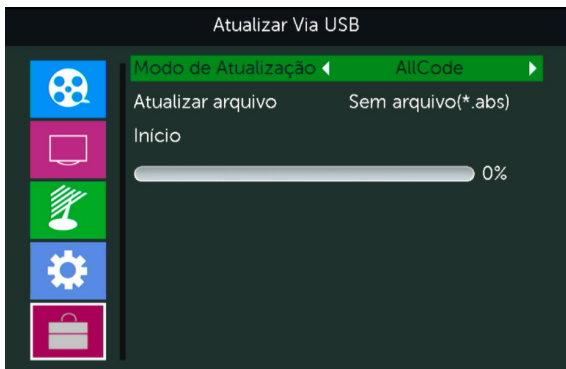 Atualizar Via USB
Modo de Atualização AllCode
Atualizar arquivo Sem arquivo(*.abs)
Início
0%